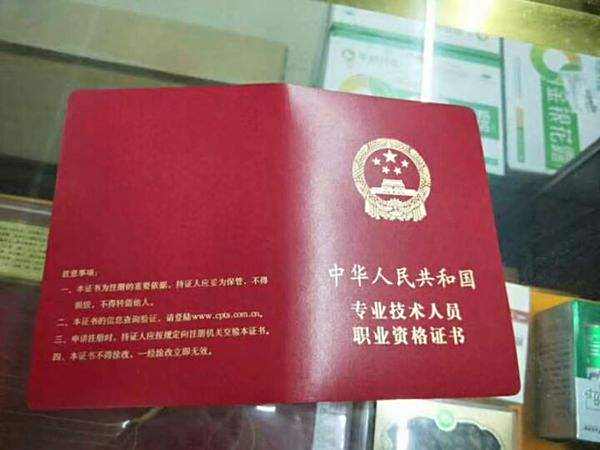 注意事项：
一、本证书为注册的重要依据，持证人应妥为保管，不得
损毁，不得转借他人。
二、本证书的信息查询验证，请登陆www.cpta.com.cn。
三、申请注册时，持证人应按规定向注册机关交验本证书。
四、本证书不得涂改，一经涂改立即无效。
中华人民共和国
专业技术人员
职业资格证书
金银花露